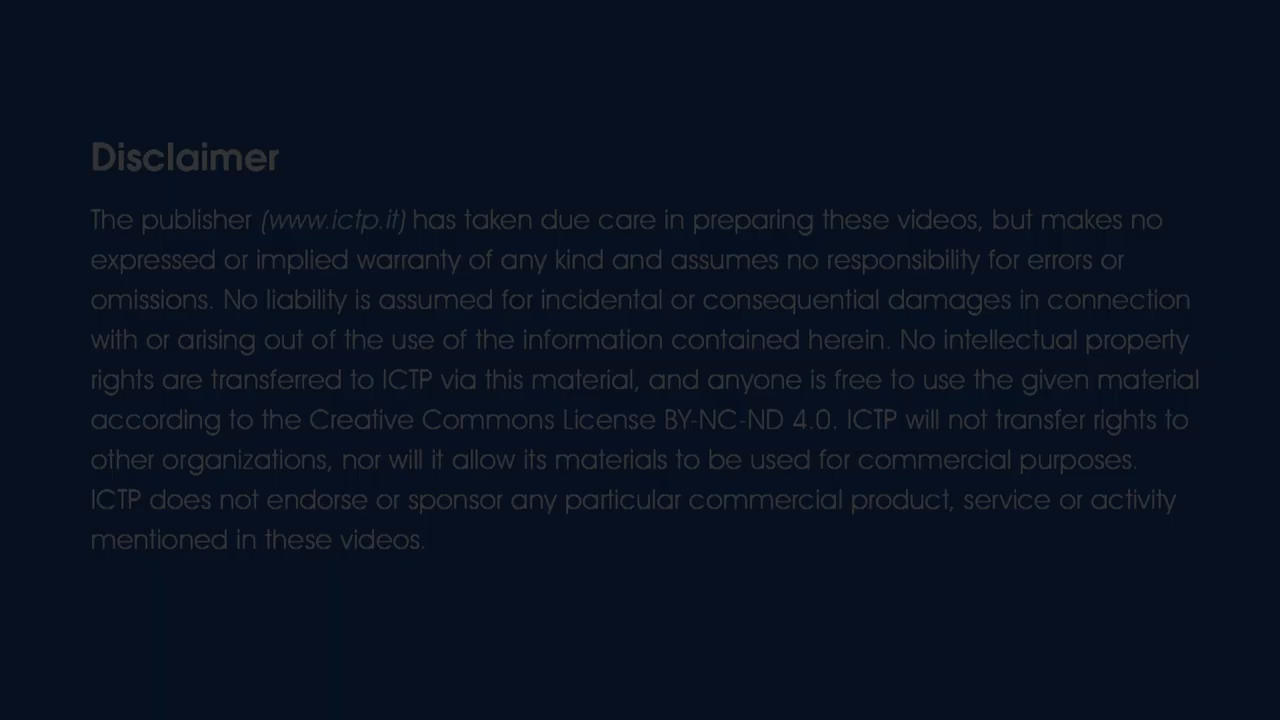 Disclaimer
The publisher (www.ictp.it) has taken due care in preparing these videos, but makes no
expressed or implied warranty of any kind and assumes no responsibility for errors or
omissions. No liability is assumed for incidental or consequential damages in connection
with or arising out of the use of the information contained herein. No intellectual property
rights are transferred to ICTP via this material, and anyone is free to use the given material
according to the Creative Commons License BY-NC-ND 4.0. ICTP will not transfer rights to
other organizations, nor will it allow its materials to be used for commercial purposes.
ICTP does not endorse or sponsor any particular commercial product, service or activity
mentioned in these videos.